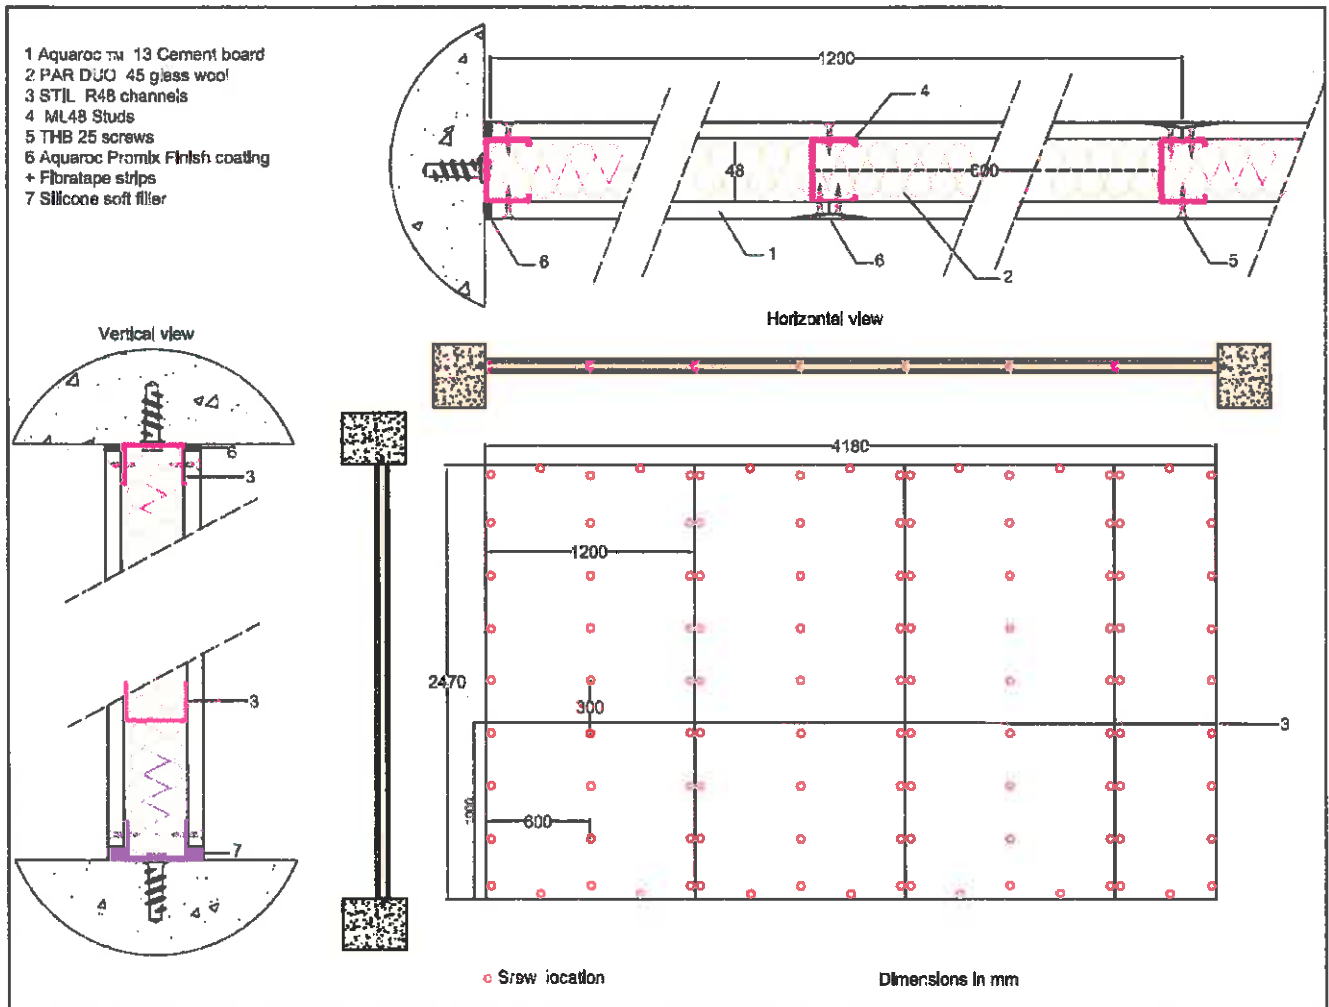 1 Aquaroc TM 13 Cement board
2 PAR DUO 45 glass wool
3 STIL R48 channels
4 ML48 Studs
5 THB 25 screws
6 Aquaroc Promix Finish coating
+ Fibratape strips
7 Silicone soft filler
1200
4
48
600
6
1
6
2
5
Horizontal view
Vertical view
6
3
4180
1200
2470
300
3
3
600
7
Srew location
Dimensions in mm